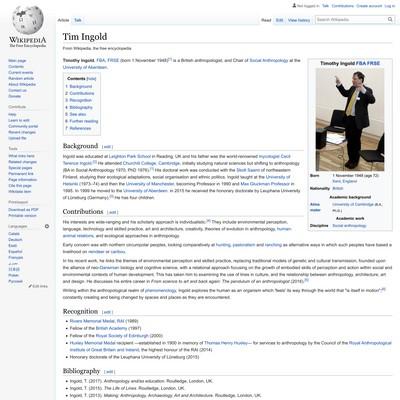 Not logged in Talk Contributions Create account Log in
WIKIPEDIA
The Free Encyclopedia
Article Talk Read Edit View history Search Wikipedia
Main page
Contents
Current events
Random article
About Wikipedia
Contact us
Donate
Contribute
Help
Learn to edit
Community portal
Recent changes
Upload file
Tools
What links here
Related changes
Special pages
Permanent link
Page information
Cite this page
Wikidata item
Print/export
Download as PDF
Printable version
Languages
Català
Deutsch
Español
Français
Italiano
Edit links
Tim Ingold
From Wikipedia, the free encyclopedia
Timothy Ingold, FBA, FRSE (born 1 November 1948)[1] is a British anthropologist, and Chair of Social Anthropology at the
University of Aberdeen.
Contents [hide]
1 Background
2 Contributions
3 Recognition
4 Bibliography
5 See also
6 Further reading
7 References
Timothy Ingold FBA FRSE
Born 1 November 1948 (age 72)
Kent, England
Nationality British
Academic background
Alma mater University of Cambridge (B.A., PhD)
Academic work
Discipline Social anthropology
Background [edit]
Ingold was educated at Leighton Park School in Reading, UK and his father was the world-renowned mycologist Cecil
Terence Ingold.[2] He attended Churchill College, Cambridge, initially studying natural sciences but shifting to anthropology
(BA in Social Anthropology 1970, PhD 1976).[1] His doctoral work was conducted with the Skolt Saami of northeastern
Finland, studying their ecological adaptations, social organisation and ethnic politics. Ingold taught at the University of
Helsinki (1973–74) and then the University of Manchester, becoming Professor in 1990 and Max Gluckman Professor in
1995. In 1999 he moved to the University of Aberdeen. In 2015 he received the honorary doctorate by Leuphana University
of Lüneburg (Germany).[3] He has four children.
Contributions [edit]
His interests are wide-ranging and his scholarly approach is individualistic.[4] They include environmental perception,
language, technology and skilled practice, art and architecture, creativity, theories of evolution in anthropology, human-
animal relations, and ecological approaches in anthropology.
Early concern was with northern circumpolar peoples, looking comparatively at hunting, pastoralism and ranching as alternative ways in which such peoples have based a
livelihood on reindeer or caribou.
In his recent work, he links the themes of environmental perception and skilled practice, replacing traditional models of genetic and cultural transmission, founded upon
the alliance of neo-Darwinian biology and cognitive science, with a relational approach focusing on the growth of embodied skills of perception and action within social and
environmental contexts of human development. This has taken him to examining the use of lines in culture, and the relationship between anthropology, architecture, art
and design. He discusses his entire career in From science to art and back again: The pendulum of an anthropologist (2018).[5]
Writing within the anthropological realm of phenomenology, Ingold explores the human as an organism which 'feels' its way through the world that "is itself in motion";[6]
constantly creating and being changed by spaces and places as they are encountered.
Recognition [edit]
• Rivers Memorial Medal, RAI (1989)
• Fellow of the British Academy (1997)
• Fellow of the Royal Society of Edinburgh (2000)
• Huxley Memorial Medal recipient —established in 1900 in memory of Thomas Henry Huxley— for services to anthropology by the Council of the Royal Anthropological
Institute of Great Britain and Ireland, the highest honour of the RAI (2014).
• Honorary doctorate of the Leuphana University of Lüneburg (2015)
Bibliography [edit]
• Ingold, T. (2017). Anthropology and/as education. Routledge, London, UK.
• Ingold, T. (2015). The Life of Lines. Routledge, London, UK.
• Ingold, T. (2013). Making: Anthropology, Archaeology, Art and Architecture. Routledge, London, UK.